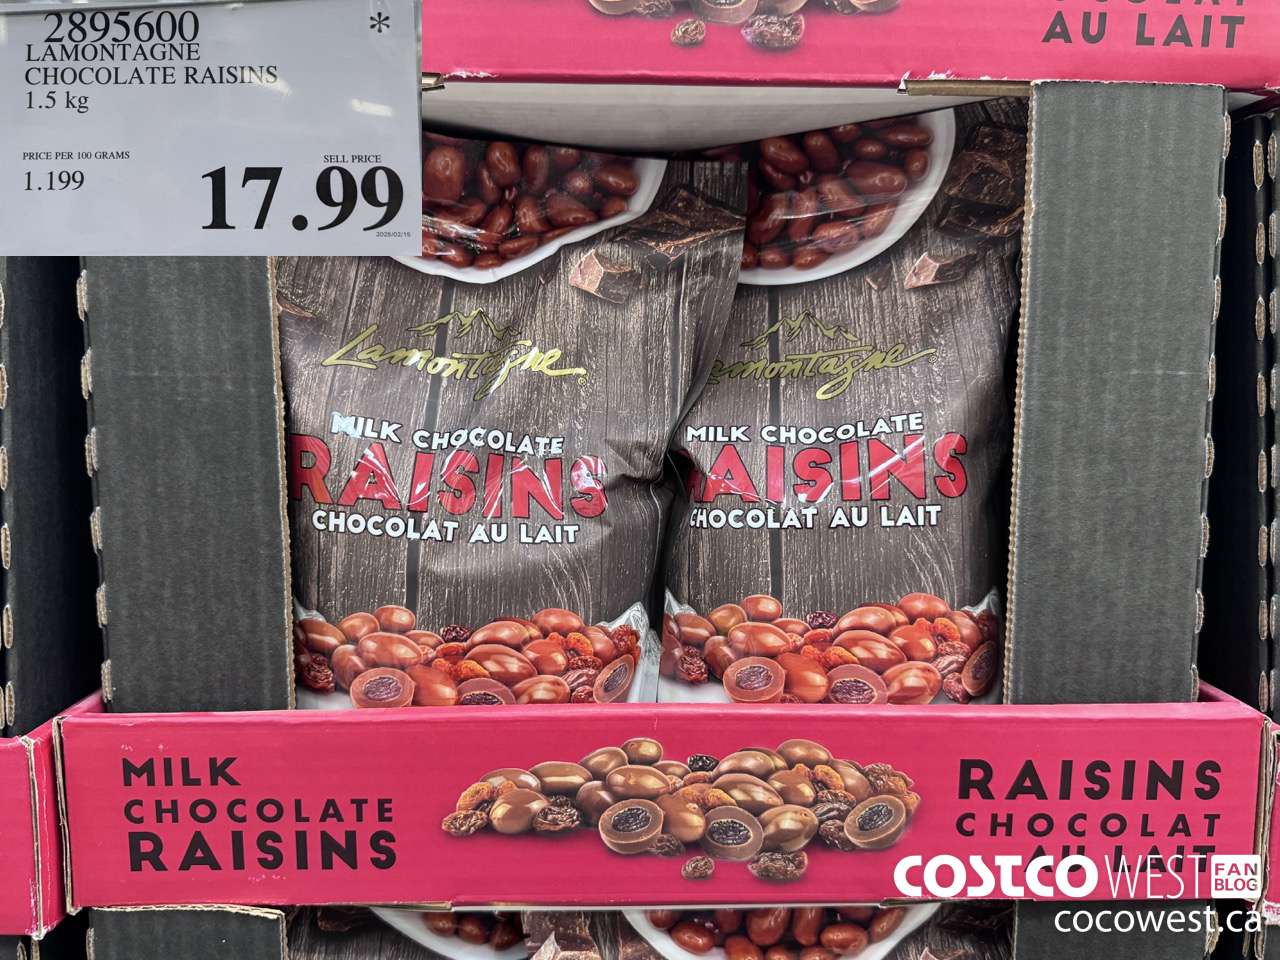 2895600 *
LAMONTAGNE
CHOCOLATE RAISINS
1.5 kg
PRICE PER 100 GRAMS
1.199
SELL PRICE
17.99
AU LAIT
Lamontagne
MILK CHOCOLATE
RAISINS
CHOCOLAT AU LAIT
Lamontagne
MILK CHOCOLATE
RAISINS
CHOCOLAT AU LAIT
MILK
CHOCOLATE
RAISINS
RAISINS
CHOCOLAT
AU LAIT
COSTCO WEST FAN BLOG
cocowest.ca